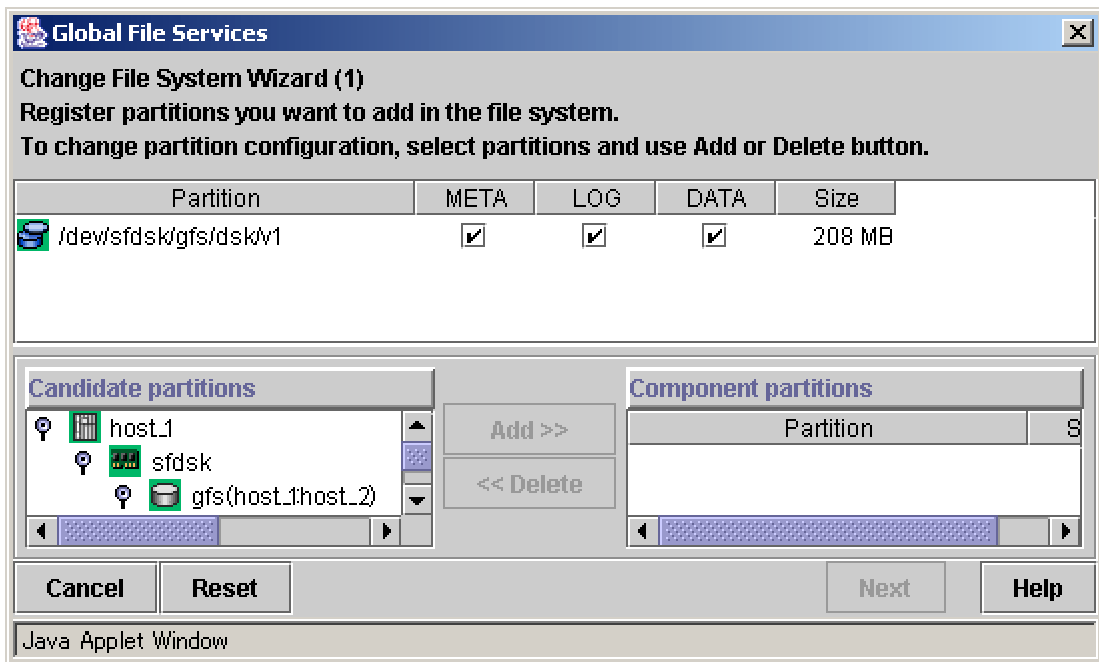 Global File Services
Change File System Wizard (1)
Register partitions you want to add in the file system.
To change partition configuration, select partitions and use Add or Delete button.
Partition META LOG DATA Size
/dev/sfdsk/gfs/dsk/v1 208 MB
Candidate partitions
host_1
sfdsk
gfs(host_1:host_2)
Add >>
<< Delete
Component partitions
Partition S
Cancel Reset Next Help
Java Applet Window